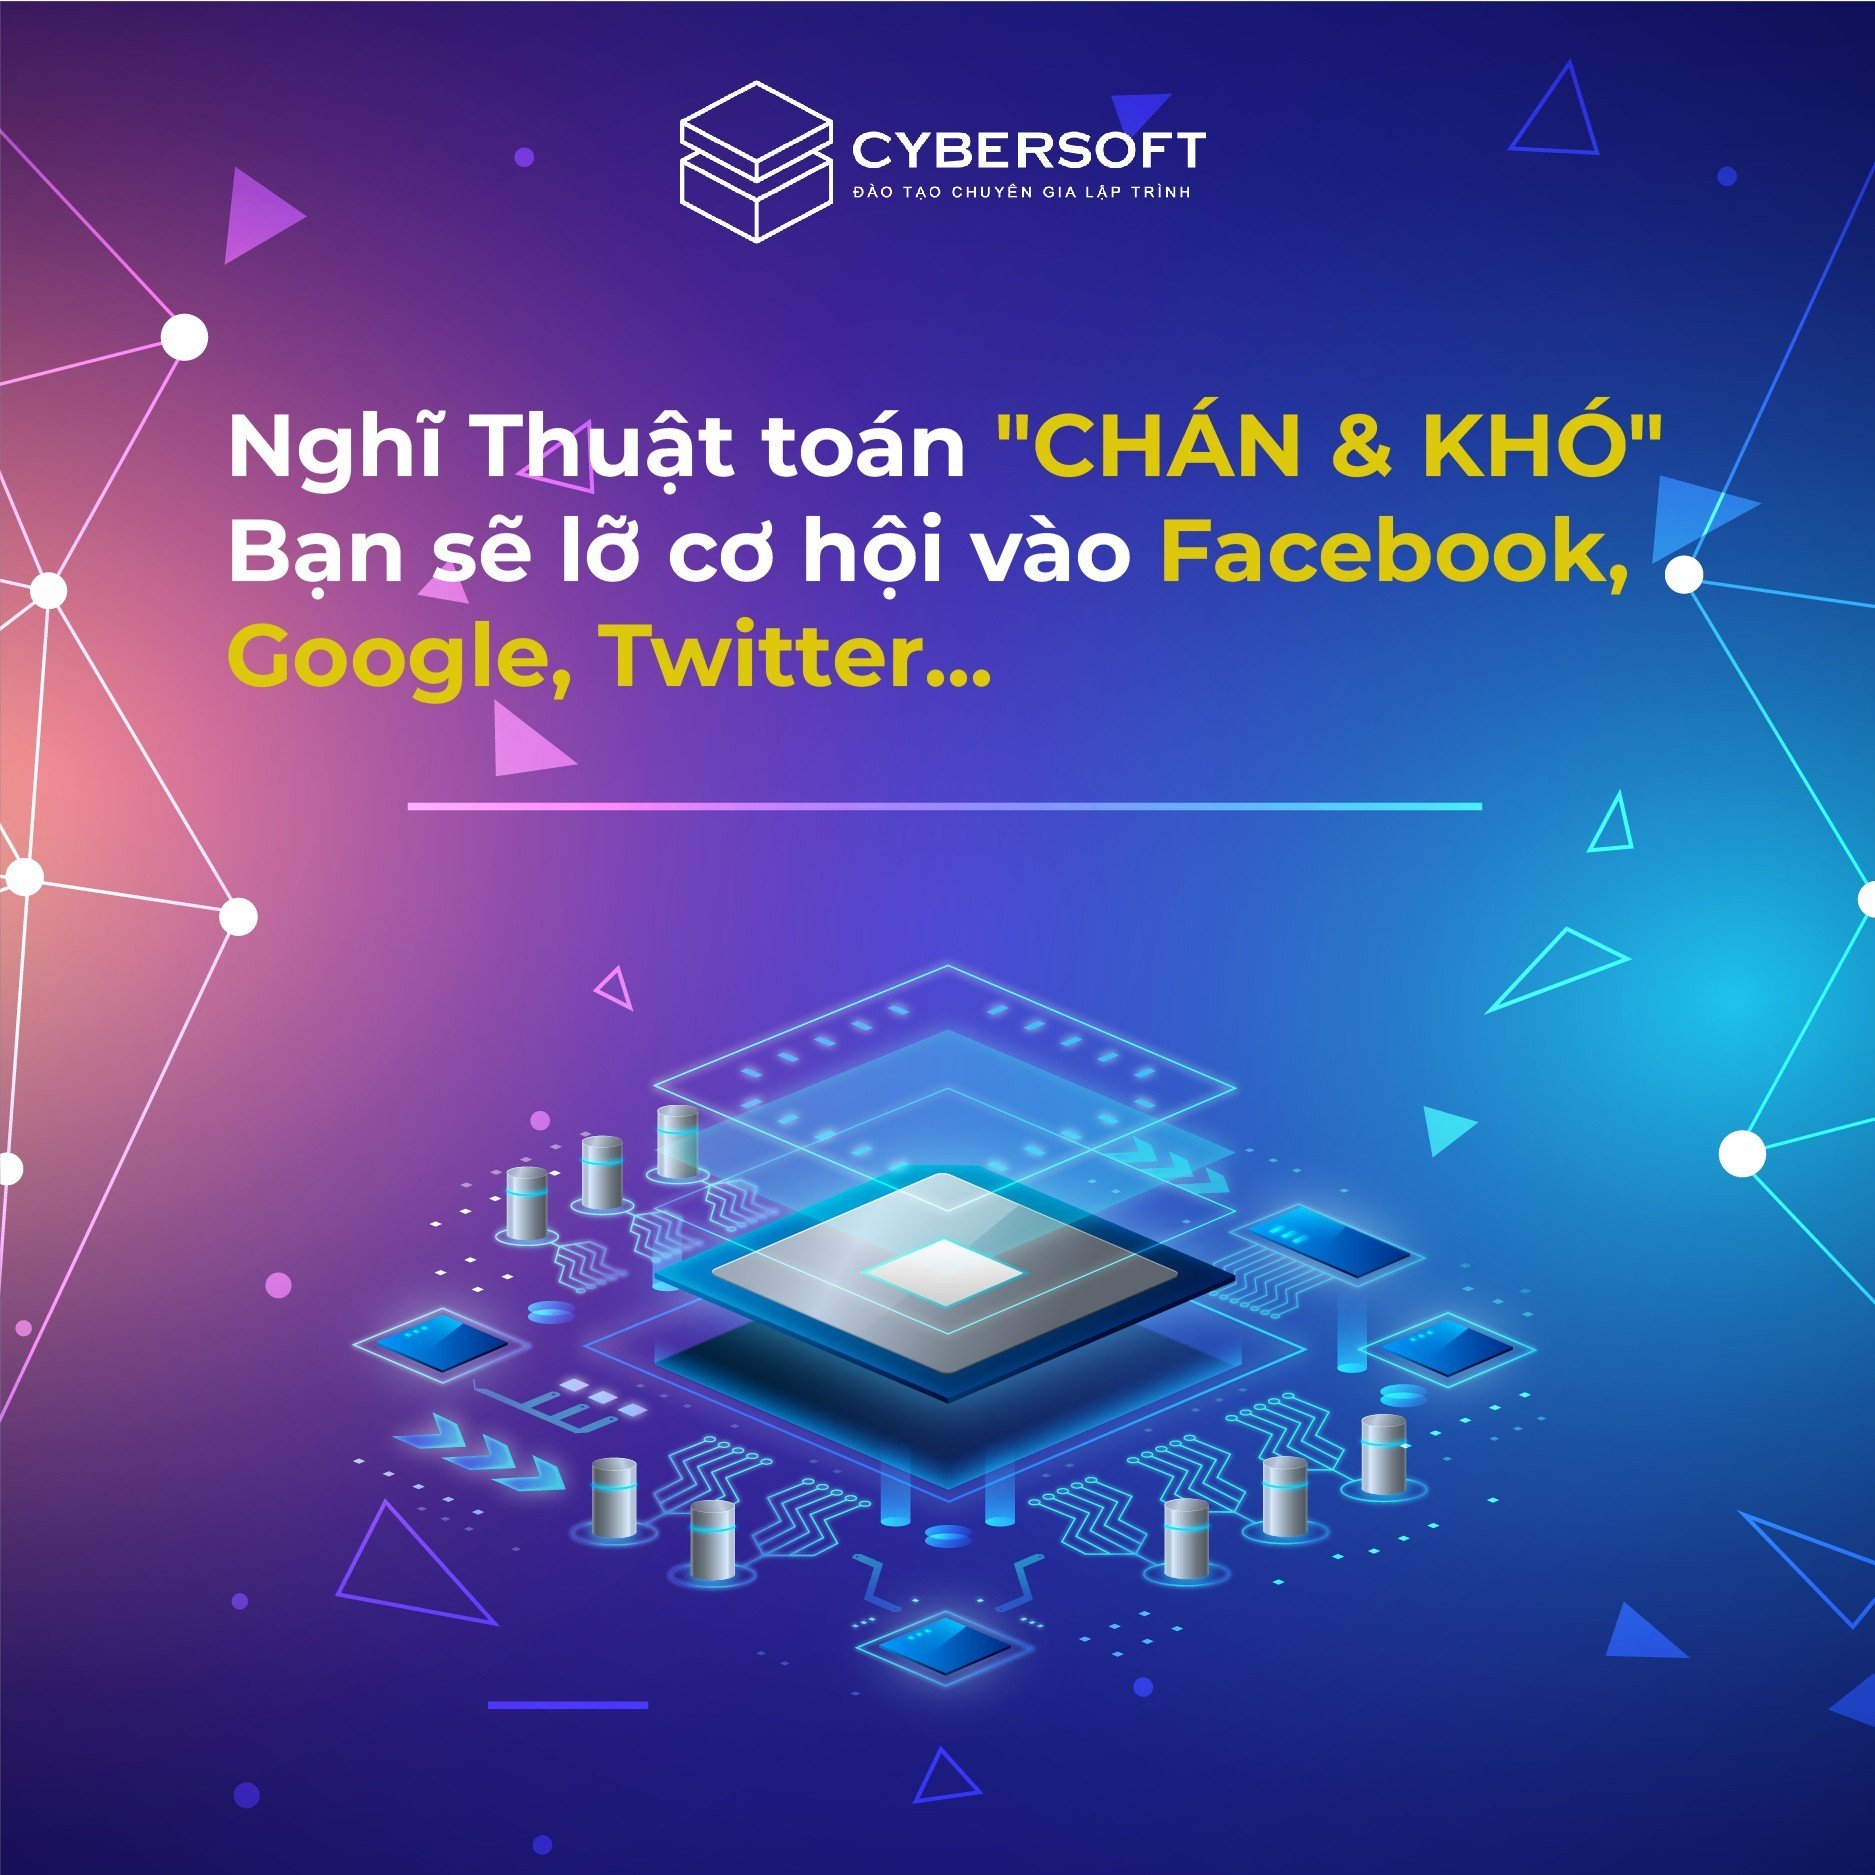 CYBERSOFT
ĐÀO TẠO CHUYÊN GIA LẬP TRÌNH
Nghĩ Thuật toán "CHÁN & KHÓ"
Bạn sẽ lỡ cơ hội vào Facebook,
Google, Twitter...